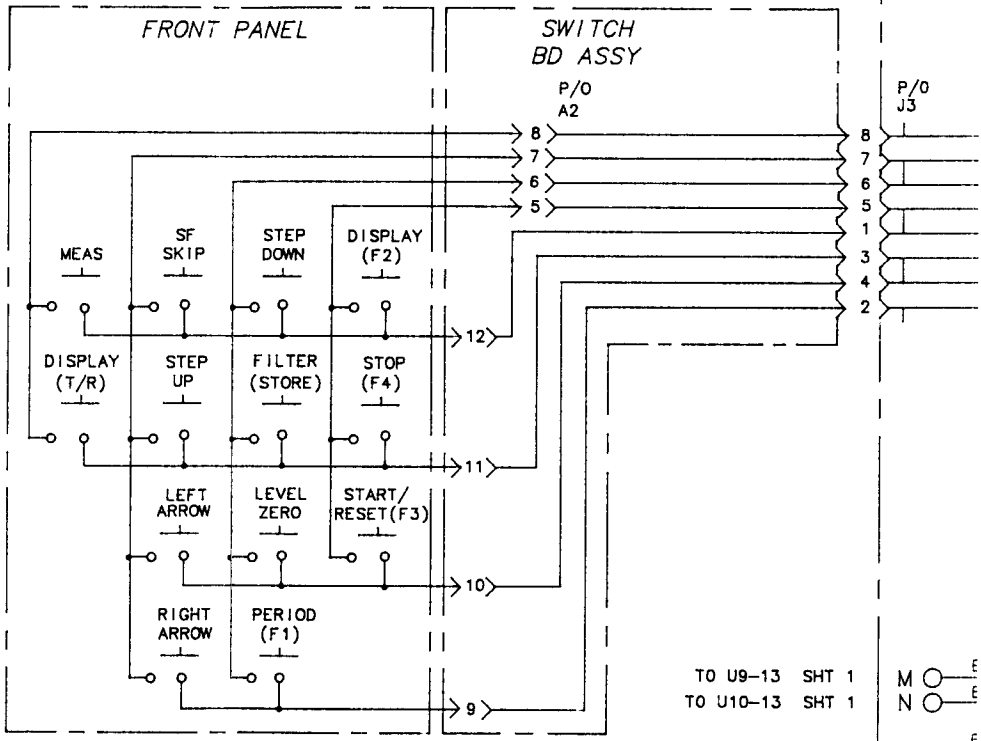 FRONT PANEL
SWITCH
BD ASSY
P/O
A2
P/O
J3
8
8
7
7
6
6
5
5
1
3
4
2
MEAS
SF
SKIP
STEP
DOWN
DISPLAY
(F2)
12
DISPLAY
(T/R)
STEP
UP
FILTER
(STORE)
STOP
(F4)
11
LEFT
ARROW
LEVEL
ZERO
START/
RESET(F3)
10
RIGHT
ARROW
PERIOD
(F1)
9
TO U9-13 SHT 1 M
TO U10-13 SHT 1 N